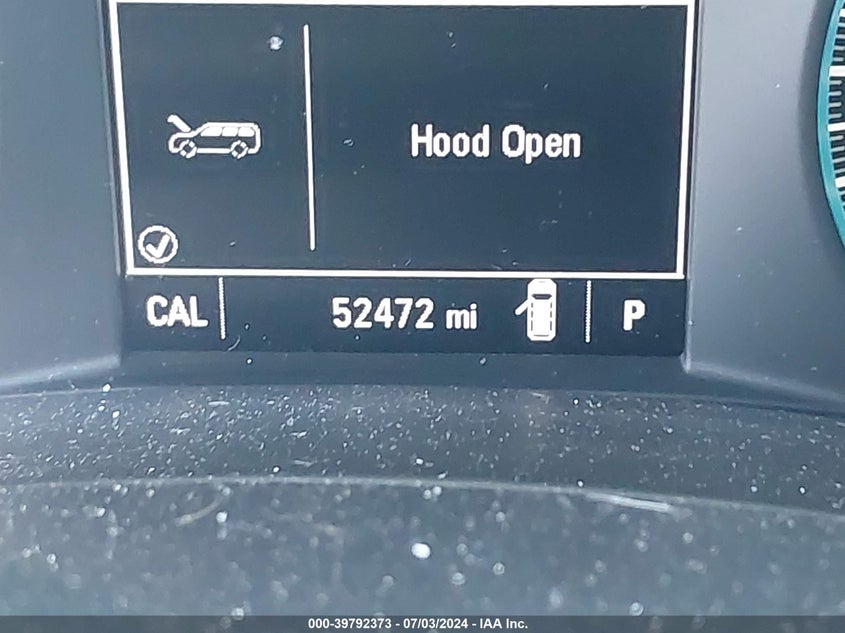 Hood Open
CAL 52472 mi P
000-39792373 - 07/03/2024 - IAA Inc.